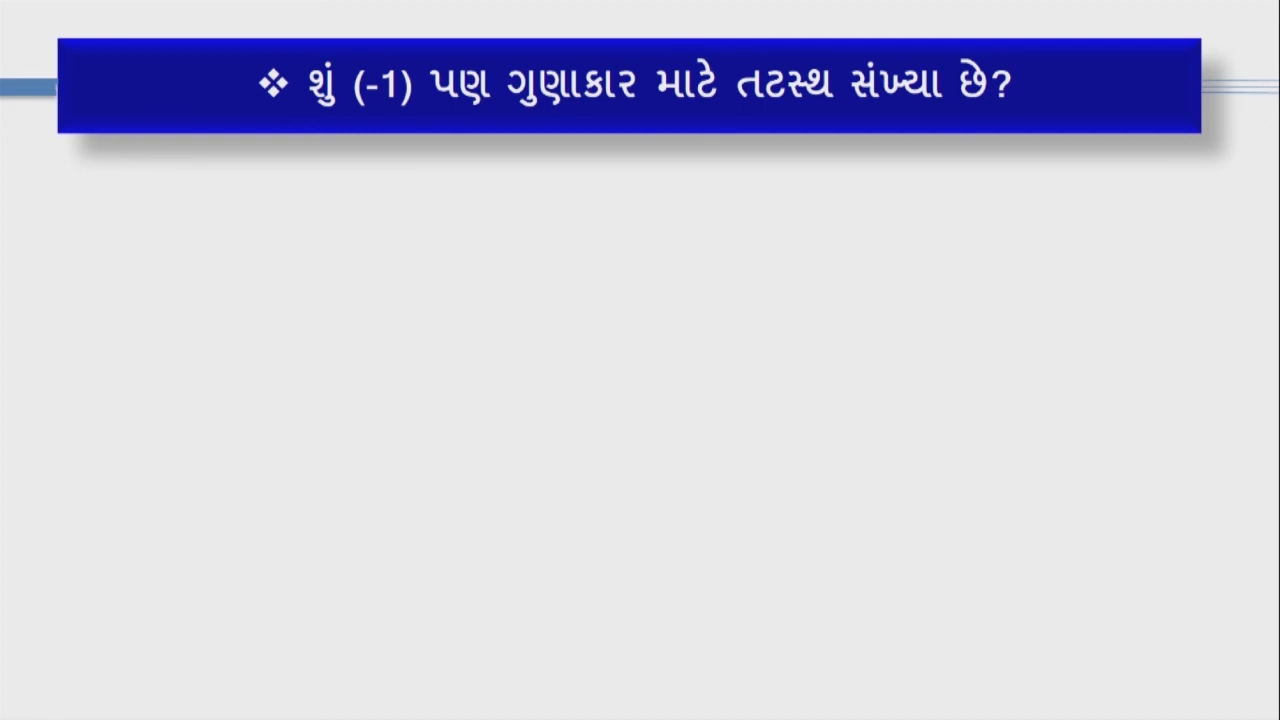 ❖ શું (-1) પણ ગુણાકાર માટે તટસ્થ સંખ્યા છે?